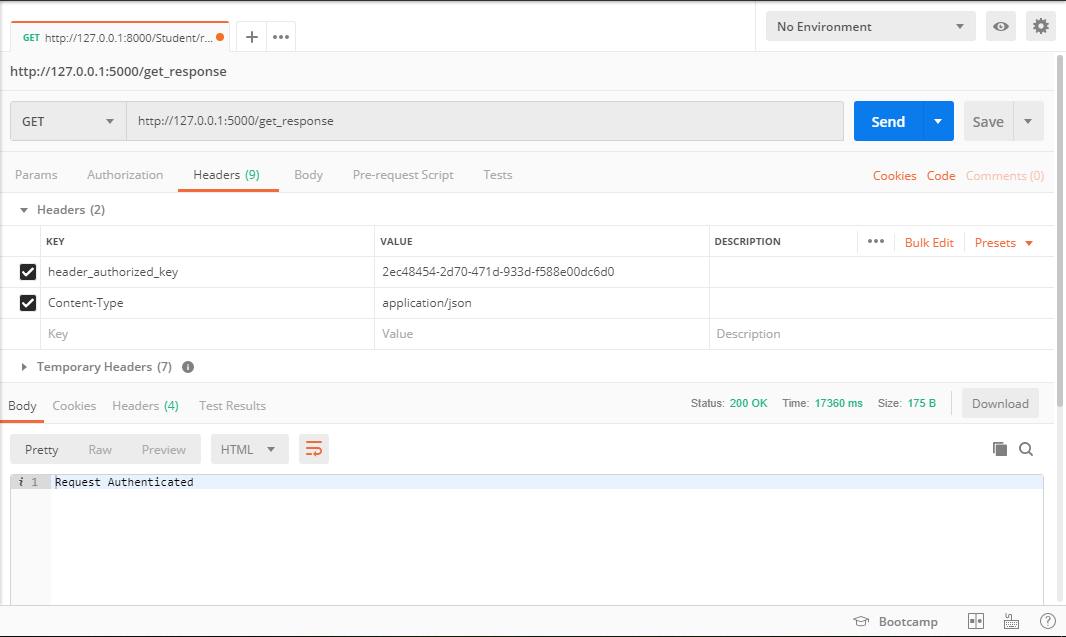 GET http://127.0.0.1:8000/Student/r...
No Environment
http://127.0.0.1:5000/get_response
GET http://127.0.0.1:5000/get_response Send Save
Params Authorization Headers (9) Body Pre-request Script Tests Cookies Code Comments (0)
Headers (2)
KEY VALUE DESCRIPTION Bulk Edit Presets
header_authorized_key 2ec48454-2d70-471d-933d-f588e00dc6d0
Content-Type application/json
Key Value Description
Temporary Headers (7)
Body Cookies Headers (4) Test Results Status: 200 OK Time: 17360 ms Size: 175 B Download
Pretty Raw Preview HTML
i 1 Request Authenticated
Bootcamp